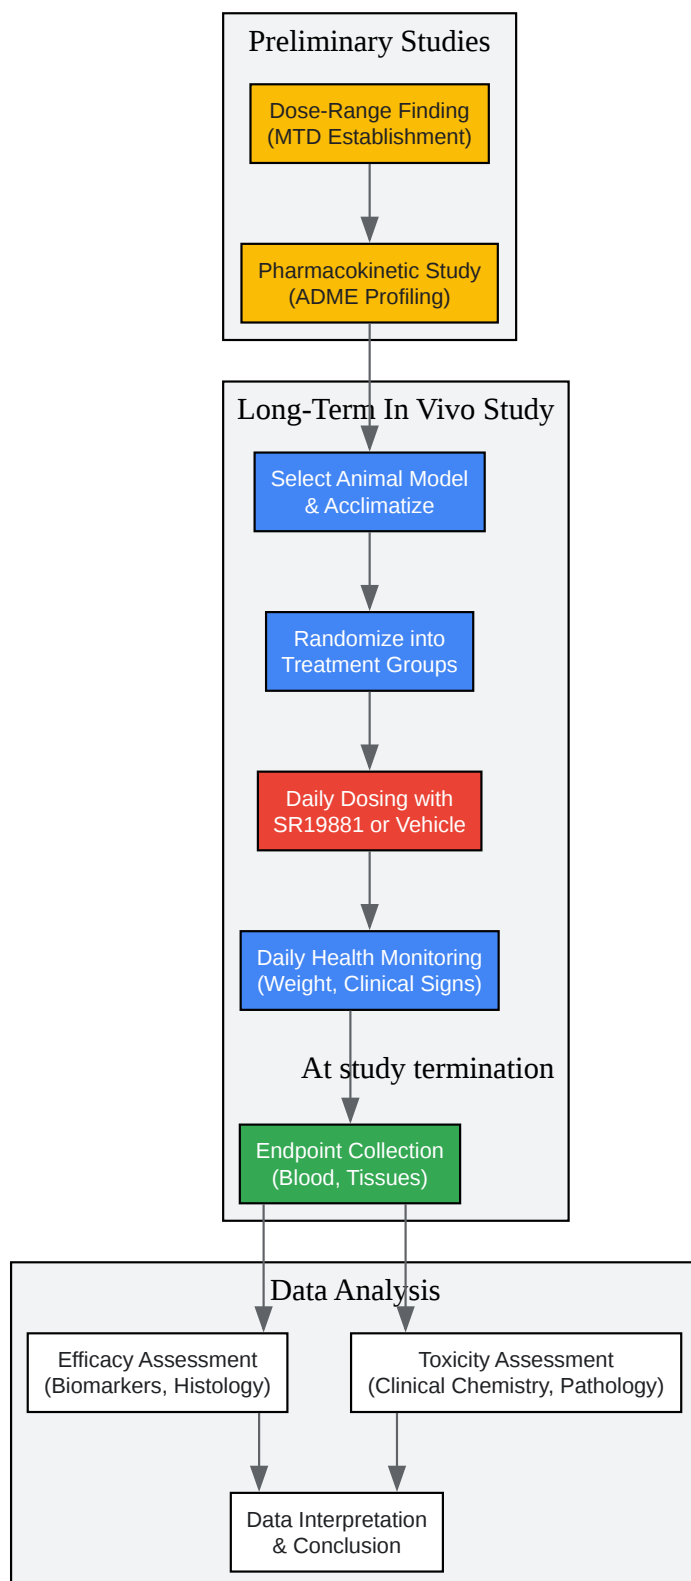 Preliminary Studies
Dose-Range Finding
(MTD Establishment)
Pharmacokinetic Study
(ADME Profiling)
Long-Term In Vivo Study
Select Animal Model
& Acclimatize
Randomize into
Treatment Groups
Daily Dosing with
SR19881 or Vehicle
Daily Health Monitoring
(Weight, Clinical Signs)
At study termination
Endpoint Collection
(Blood, Tissues)
Data Analysis
Efficacy Assessment
(Biomarkers, Histology)
Toxicity Assessment
(Clinical Chemistry, Pathology)
Data Interpretation
& Conclusion